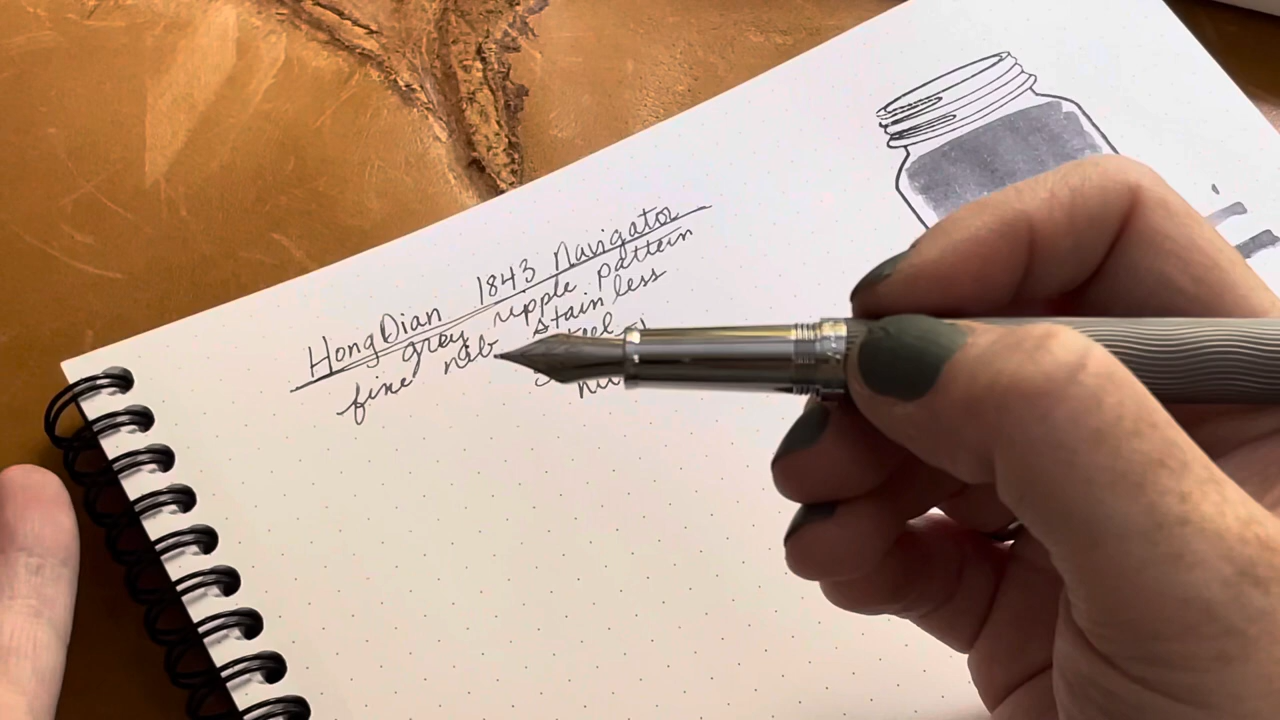 HongDian 1843 Navigator
grey ripple pattern
fine nib stainless